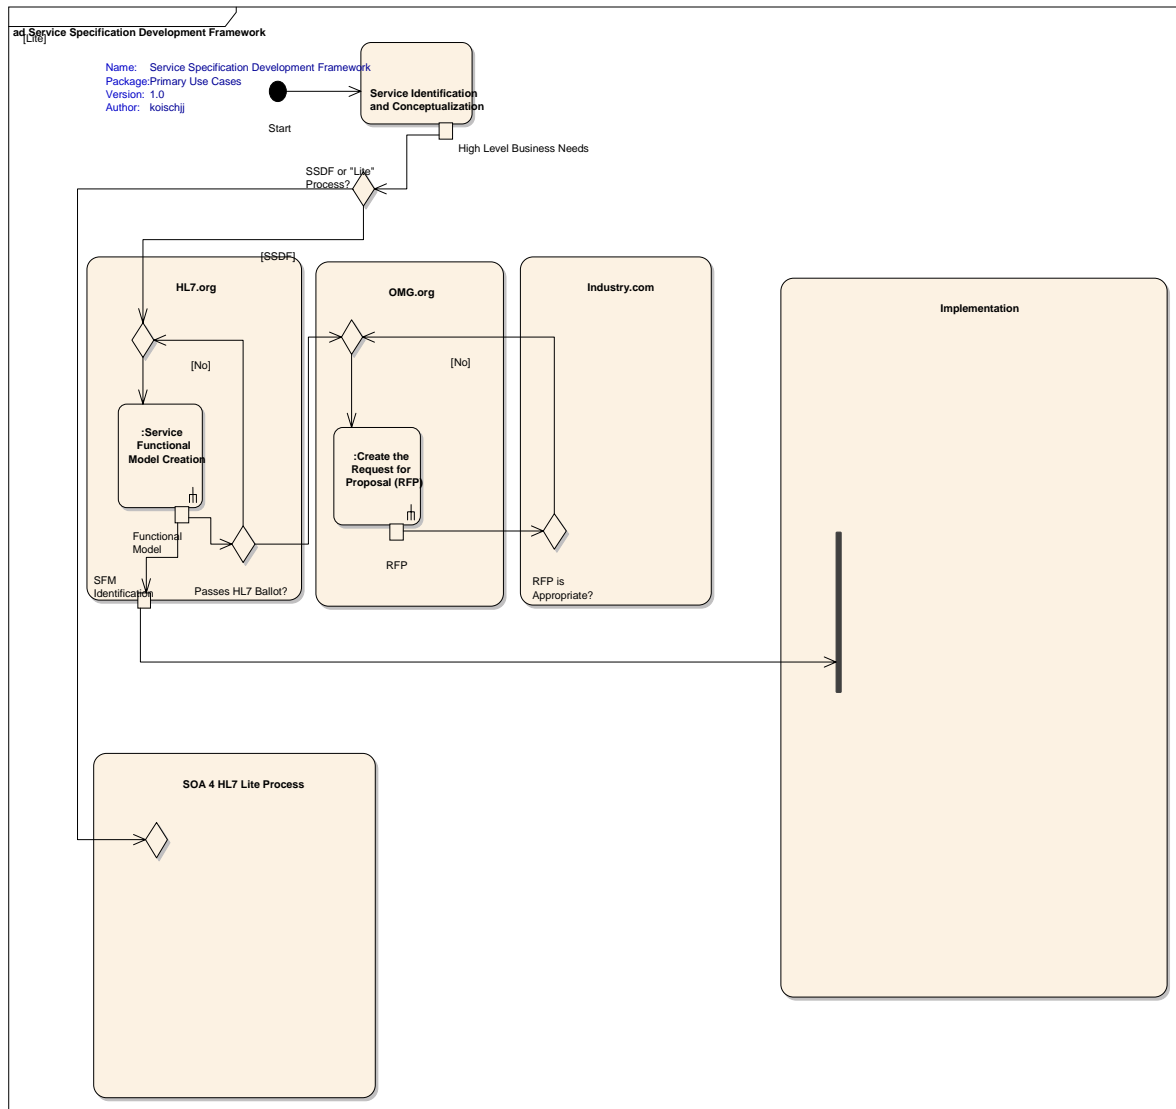 ad Service Specification Development Framework
[Lite]
Name: Service Specification Development Framework
Package:Primary Use Cases
Version: 1.0
Author: koischjj
Start
Service Identification
and Conceptualization
High Level Business Needs
SSDF or "Lite"
Process?
[SSDF]
HL7.org
OMG.org
Industry.com
Implementation
[No]
[No]
:Service
Functional
Model Creation
:Create the
Request for
Proposal (RFP)
Functional
Model
RFP
SFM
Identification
Passes HL7 Ballot?
RFP is
Appropriate?
SOA 4 HL7 Lite Process